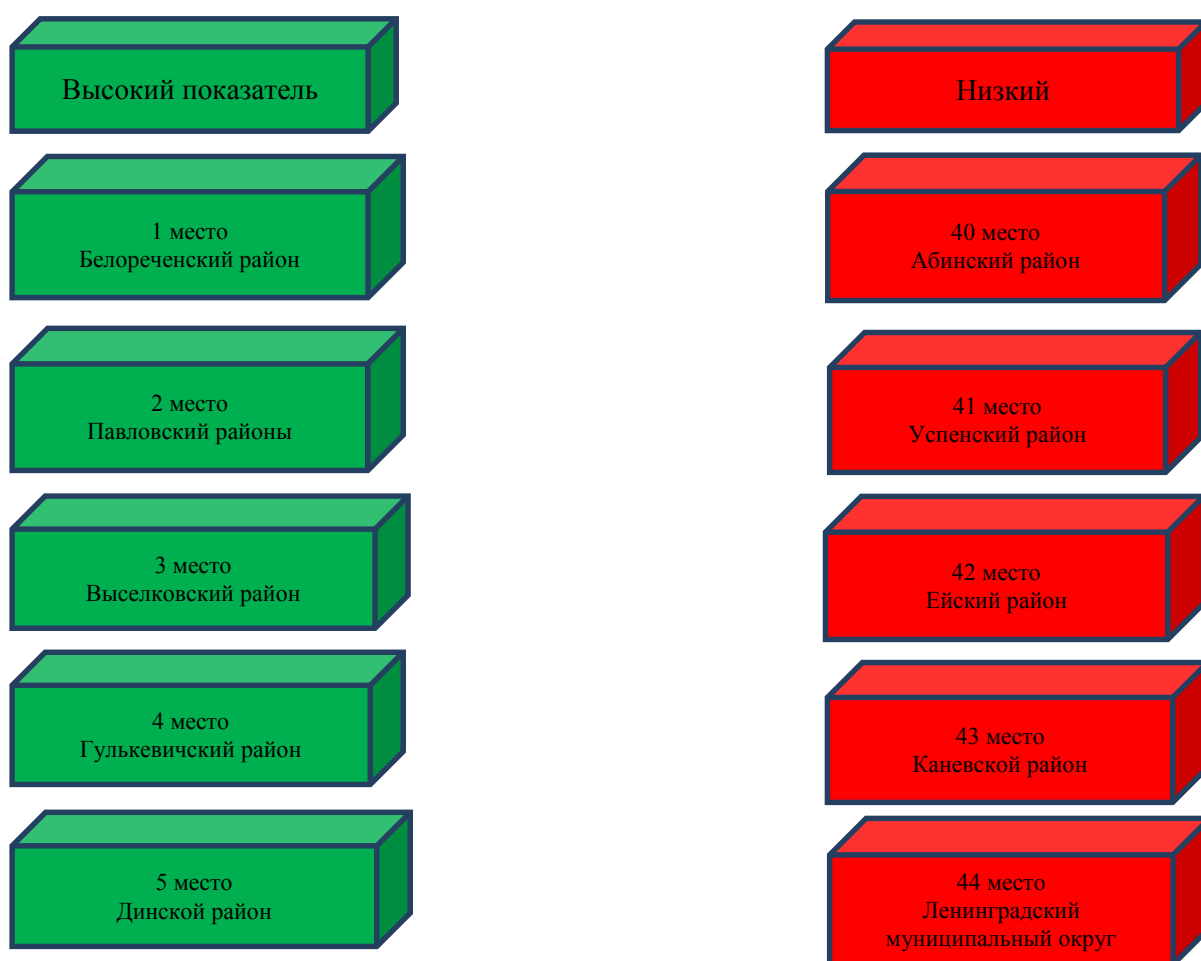 Высокий показатель
1 место
Белореченский район
2 место
Павловский районы
3 место
Выселковский район
4 место
Гулькевичский район
5 место
Динской район
Низкий
40 место
Абинский район
41 место
Успенский район
42 место
Ейский район
43 место
Каневской район
44 место
Ленинградский
муниципальный округ